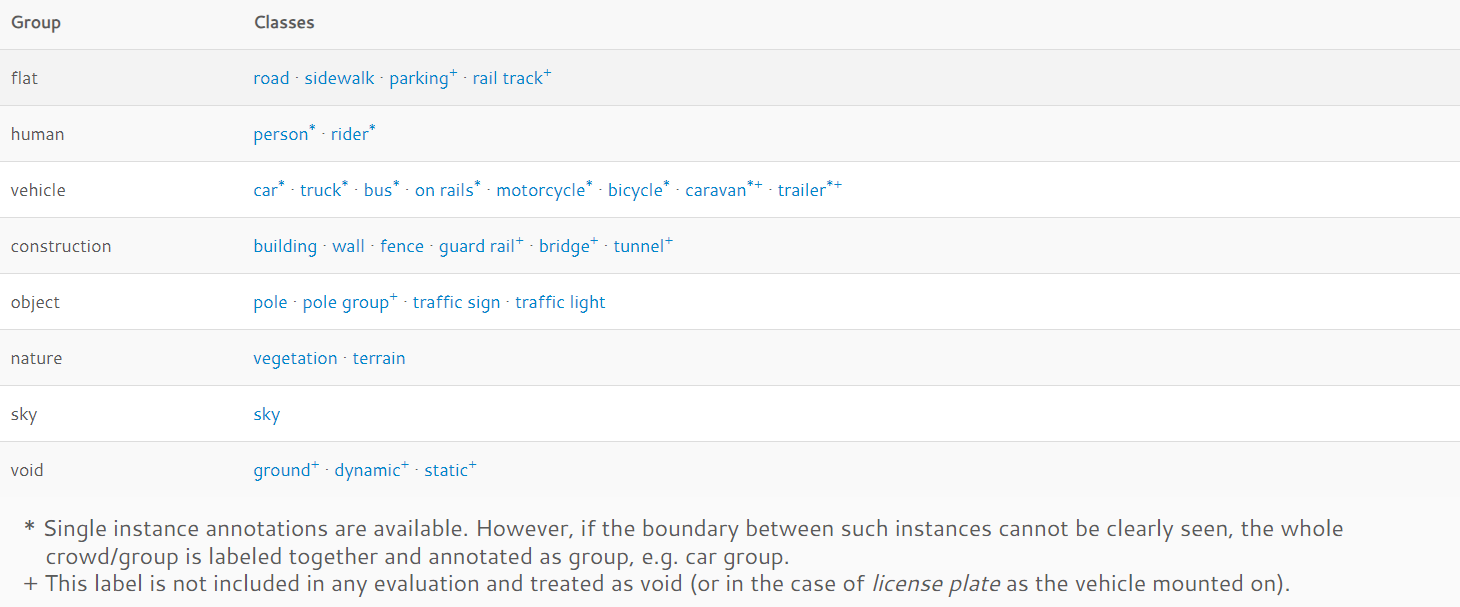 Group Classes
flat road · sidewalk · parking+ · rail track+
human person* · rider*
vehicle car* · truck* · bus* · on rails* · motorcycle* · bicycle* · caravan*+ · trailer*+
construction building · wall · fence · guard rail+ · bridge+ · tunnel+
object pole · pole group+ · traffic sign · traffic light
nature vegetation · terrain
sky sky
void ground+ · dynamic+ · static+
* Single instance annotations are available. However, if the boundary between such instances cannot be clearly seen, the whole
crowd/group is labeled together and annotated as group, e.g. car group.
+ This label is not included in any evaluation and treated as void (or in the case of license plate as the vehicle mounted on).